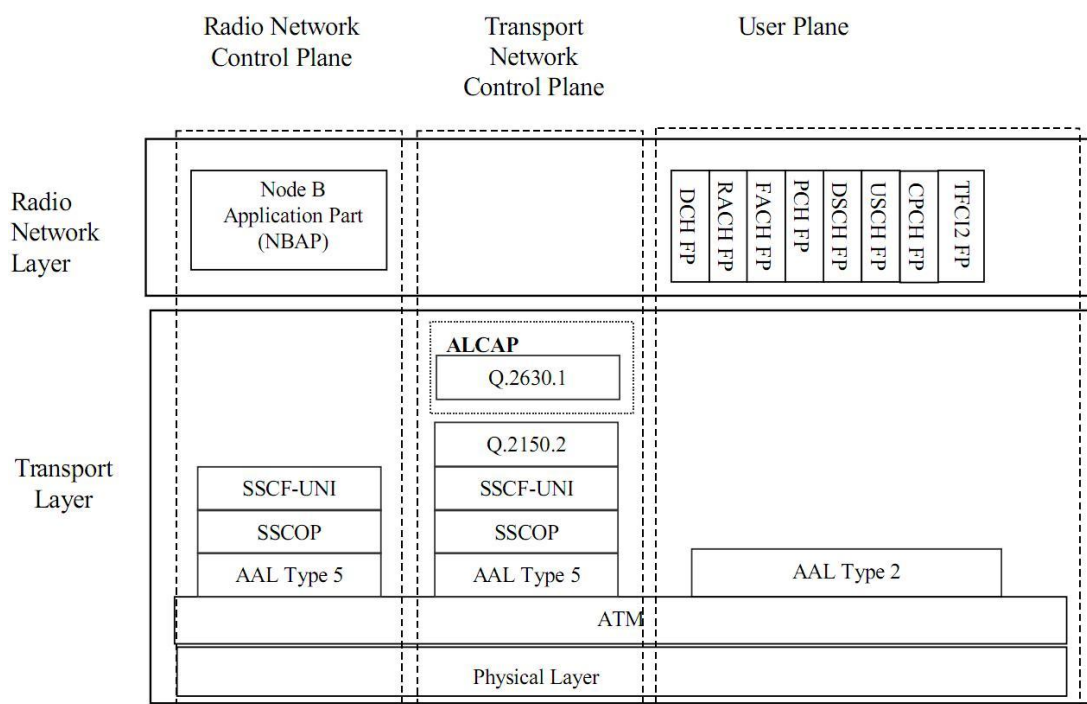 Radio Network
Control Plane
Transport
Network
Control Plane
User Plane
Radio
Network
Layer
Node B
Application Part
(NBAP)
DCH FP
RACH FP
FACH FP
PCH FP
DSCH FP
USCH FP
CPCH FP
TFCI2 FP
ALCAP
Q.2630.1
Transport
Layer
Q.2150.2
SSCF-UNI
SSCF-UNI
SSCOP
SSCOP
AAL Type 5
AAL Type 5
AAL Type 2
ATM
Physical Layer